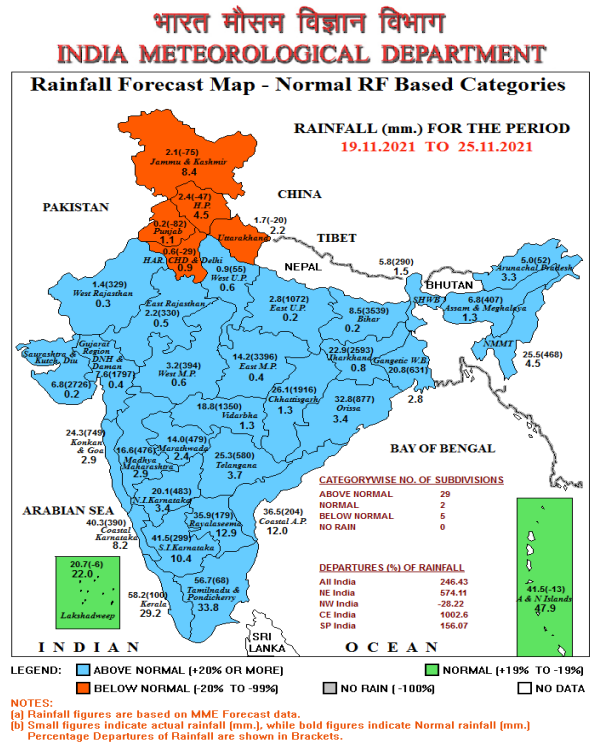 भारत मौसम विज्ञान विभाग
INDIA METEOROLOGICAL DEPARTMENT
Rainfall Forecast Map - Normal RF Based Categories
RAINFALL (mm.) FOR THE PERIOD
19.11.2021 TO 25.11.2021
2.1(-75)
Jammu & Kashmir
8.4
CHINA
PAKISTAN
2.4(-47)
H.P.
4.5
0.2(-82)
Punjab
1.1
1.7(-20)
2.2
Uttarakhand
TIBET
0.6(-29)
HAR. CHD & Delhi
0.9
NEPAL
0.9(55)
West U.P.
0.6
5.8(290)
1.5
5.0(52)
Arunachal Pradesh
3.3
BHUTAN
1.4(329)
West Rajasthan
0.3
East Rajasthan
2.2(330)
0.5
2.8(1072)
East U.P.
0.2
8.5(3539)
Bihar
0.2
SHWB
6.8(407)
Assam & Meghalaya
1.3
NMMT
25.5(468)
4.5
Gujarat
Region
DNH &
Daman
7.6(1797)
0.4
Saurashtra &
Kutch, Diu
6.8(2726)
0.2
3.2(394)
West M.P.
0.6
14.2(3396)
East M.P.
0.4
22.9(2593)
Jharkhand
0.8
Gangetic W.B.
20.8(631)
2.8
26.1(1916)
Chhattisgarh
1.3
32.8(877)
Orissa
3.4
18.8(1350)
Vidarbha
1.3
24.3(749)
Konkan
& Goa
2.9
16.6(476)
Madhya
Maharashtra
2.9
14.0(479)
Marathwada
2.4
25.3(580)
Telangana
3.7
BAY OF BENGAL
CATEGORYWISE NO. OF SUBDIVISIONS
ABOVE NORMAL 29
NORMAL 2
BELOW NORMAL 5
NO RAIN 0
20.1(483)
N.I.Karnataka
3.4
ARABIAN SEA
40.3(390)
Coastal
Karnataka
8.2
35.9(179)
Rayalaseema
12.9
36.5(204)
Coastal A.P.
12.0
41.5(299)
S.I.Karnataka
10.4
DEPARTURES (%) OF RAINFALL
All India 246.43
NE India 574.11
NW India -28.22
CE India 1002.6
SP India 156.07
20.7(-6)
22.0
Lakshadweep
58.2(100)
Kerala
29.2
56.7(68)
Tamilnadu &
Pondicherry
33.8
41.5(-13)
A & N Islands
47.9
SRI
LANKA
INDIAN OCEAN
LEGEND: ABOVE NORMAL (+20% OR MORE) NORMAL (+19% TO -19%)
BELOW NORMAL (-20% TO -99%) NO RAIN ( -100%) NO DATA
NOTES:
(a) Rainfall figures are based on MME Forecast data.
(b) Small figures indicate actual rainfall (mm.), while bold figures indicate Normal rainfall (mm.)
Percentage Departures of Rainfall are shown in Brackets.